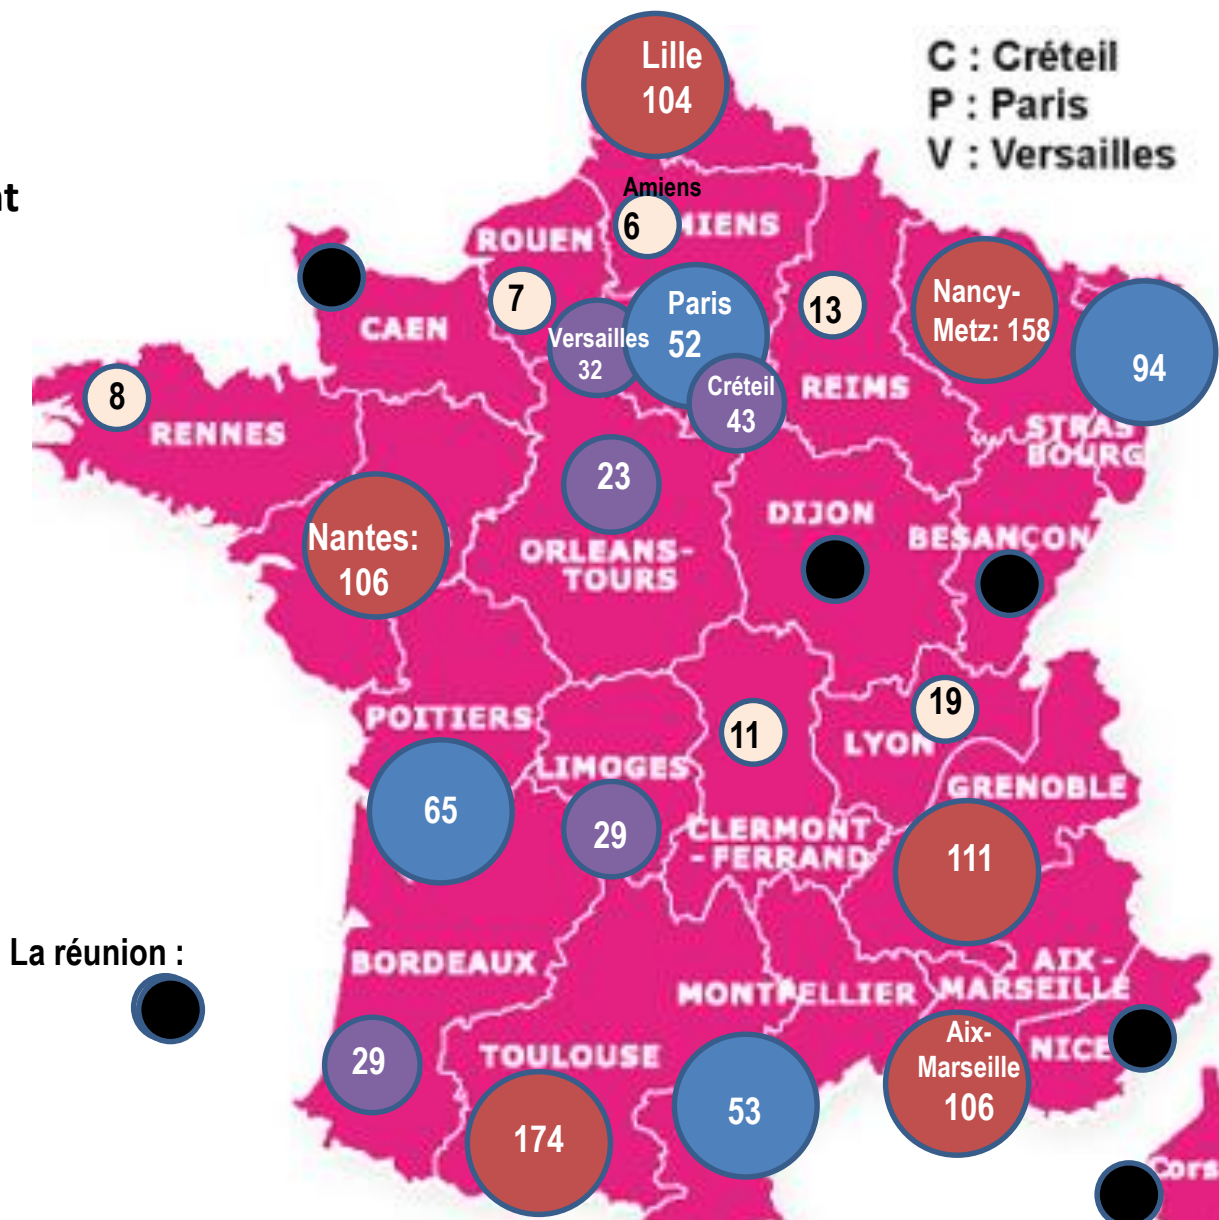 Lille
104
C : Créteil
P : Paris
V : Versailles
nt
Amiens
6
MIENS
ROUEN
7
13
Paris
52
Versailles
32
Créteil
43
Nancy-
Metz: 158
94
CAEN
REIMS
8
RENNES
STRAS
BOURG
23
DIJON
BESANÇON
Nantes:
106
ORLEANS-
TOURS
19
POITIERS
11
LYON
LIMOGES
GRENOBLE
65
29
CLERMONT
-FERRAND
111
La réunion :
BORDEAUX
AIX-
MARSEILLE
MONTPELLIER
Aix-
Marseille
106
NICE
29
TOULOUSE
174
53
Cors